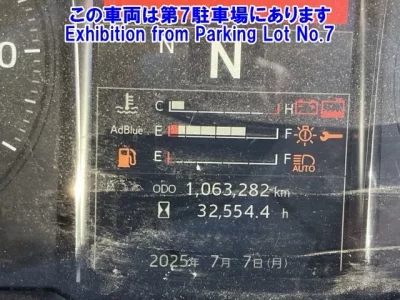 この車両は第7駐車場にあります
Exhibition from Parking Lot No.7
N N
0
C H
AdBlue E F
E F AUTO
ODO 1,063,282 km
32,554.4 h
2025年 7月 7日(月)